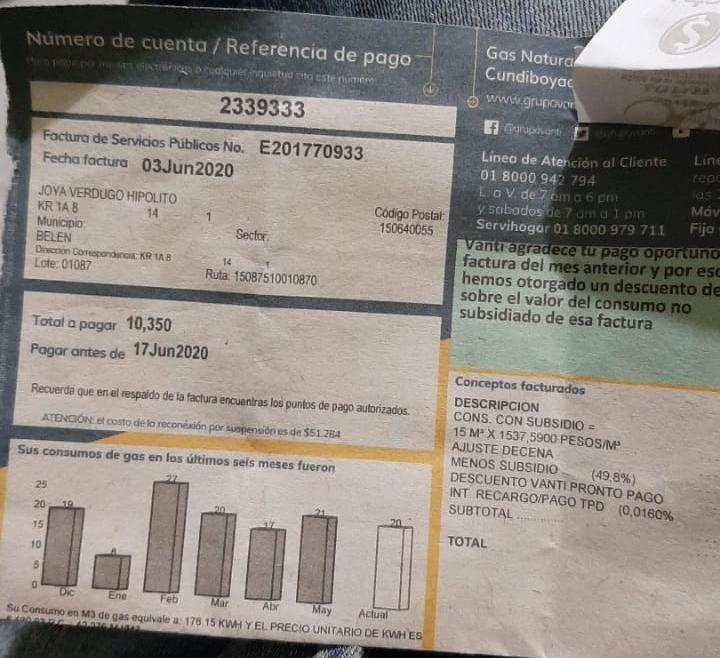 Número de cuenta / Referencia de pago
2339333
Factura de Servicios Públicos No. E201770933
Fecha factura 03Jun2020
JOYA VERDUGO HIPOLITO
KR 1A 8 14 1
Código Postal:
150640055
Municipio:
BELEN
Sector:
Dirección Correspondencia: KR 1A 8 14 1
Lote: 01087
Ruta: 15087510010870
Total a pagar 10,350
Pagar antes de 17Jun2020
Recuerda que en el respaldo de la factura encuentras los puntos de pago autorizados.
ATENCIÓN: el costo de la reconexión por suspensión es de $51.284
Sus consumos de gas en los últimos seis meses fueron
25
20
15
10
5
0
19
8
27
20
17
21
20
Dic Ene Feb Mar Abr May Actual
Su Consumo en M3 de gas equivale a: 176.15 KWH Y EL PRECIO UNITARIO DE KWH ES
Gas Natura
Cundiboyac
www.grupovan
@grupovanti
Línea de Atención al Cliente
01 8000 942 794
L a V. de 7 am a 6 pm
y sabados de 7 am a 1 pm
Servihogar 01 8000 979 711
Líne
repo
las
Móv
Fijo
Vanti agradece tu pago oportuno
factura del mes anterior y por eso
hemos otorgado un descuento de
sobre el valor del consumo no
subsidiado de esa factura
Conceptos facturados
DESCRIPCION
CONS. CON SUBSIDIO =
15 M³ X 1537,5900 PESOS/M³
AJUSTE DECENA
MENOS SUBSIDIO (49,8%)
DESCUENTO VANTI PRONTO PAGO
INT. RECARGO/PAGO TPD (0,0160%
SUBTOTAL ..............
TOTAL